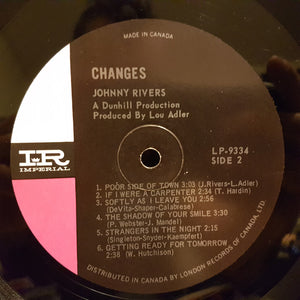 MADE IN CANADA
CHANGES
JOHNNY RIVERS
A Dunhill Production
Produced By Lou Adler
IR
IMPERIAL
LP-9334
SIDE 2
1. POOR SIDE OF TOWN 3:03 (J.Rivers-L.Adler)
2. IF I WERE A CARPENTER 2:34 (T. Haidin)
3. SOFTLY AS I LEAVE YOU 2:56
(DeVita-Shaper-Calabrese)
4. THE SHADOW OF YOUR SMILE 3:30
(P. Webster-J. Mandel)
5. STRANGERS IN THE NIGHT 2:15
(Singleton-Snyder-Kaempfert)
6. GETTING READY FOR TOMORROW
2:00 (W. Hutchison)
DISTRIBUTED IN CANADA BY LONDON RECORDS OF CANADA, LTD.